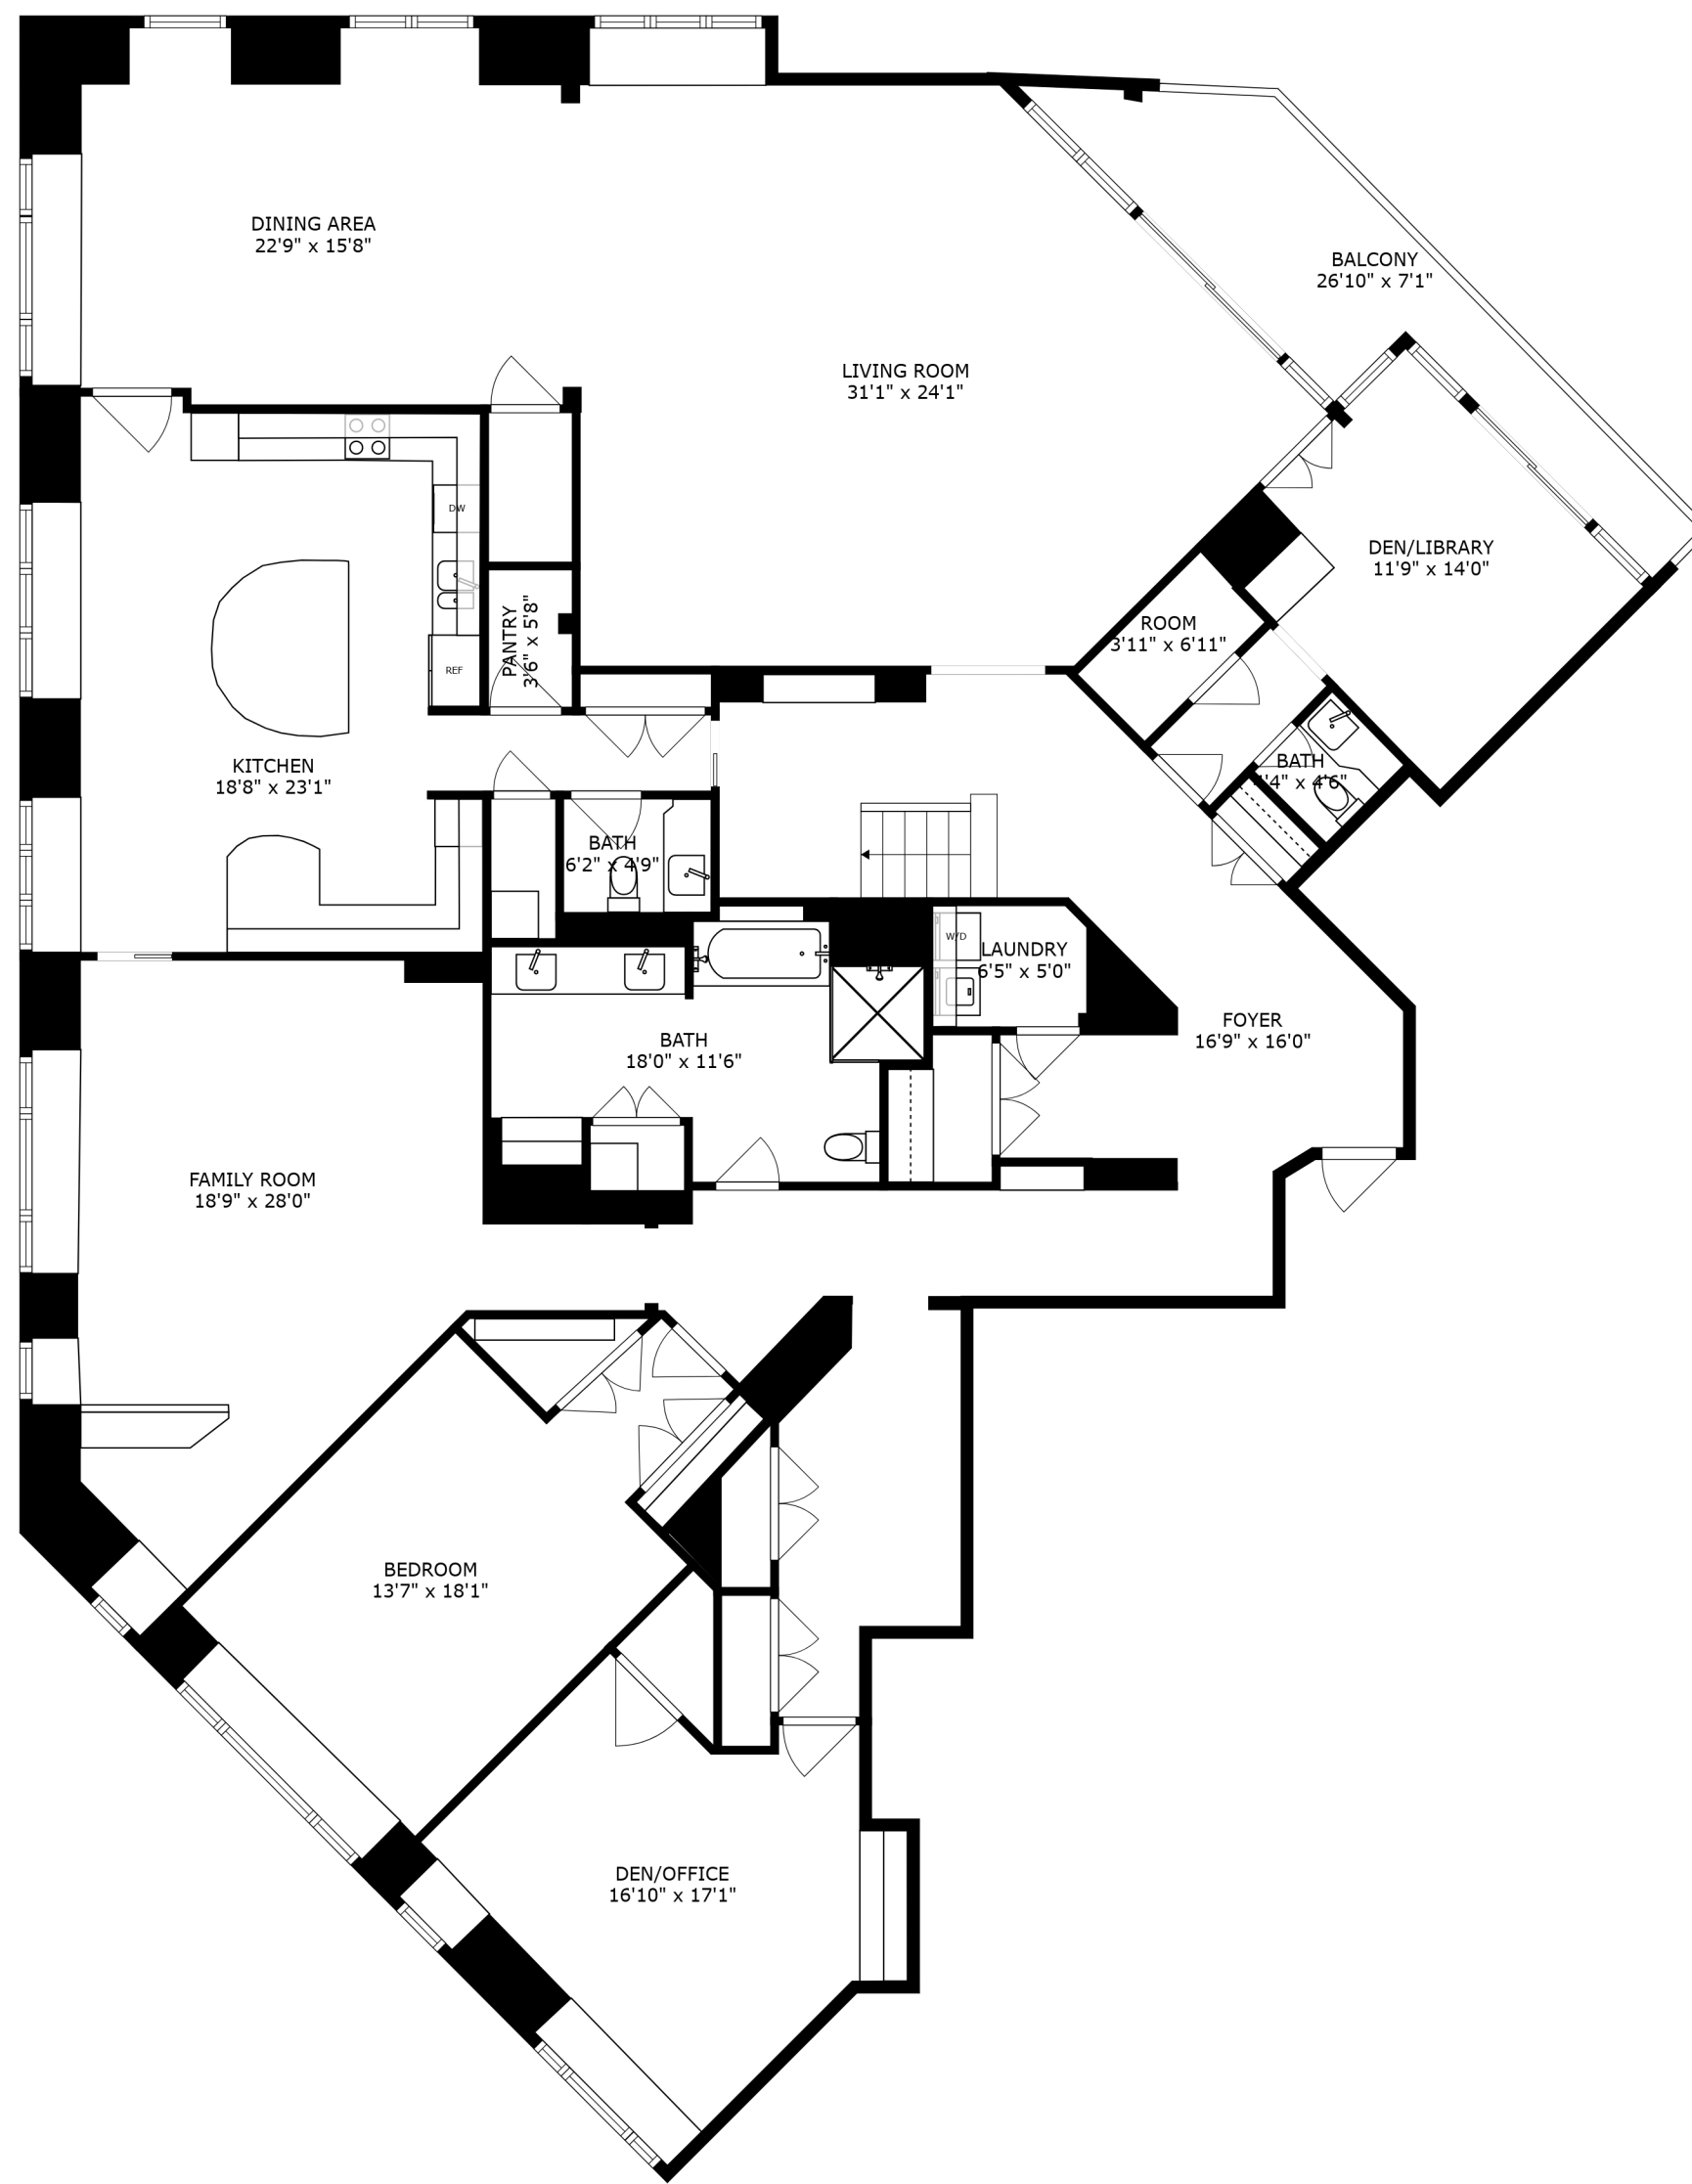 DINING AREA
22'9" x 15'8"
BALCONY
26'10" x 7'1"
LIVING ROOM
31'1" x 24'1"
DW
DEN/LIBRARY
11'9" x 14'0"
PANTRY
3'6" x 5'8"
ROOM
3'11" x 6'11"
REF
KITCHEN
18'8" x 23'1"
BATH
4'6"
BATH
6'2" x 4'9"
W/D
LAUNDRY
6'5" x 5'0"
FOYER
16'9" x 16'0"
BATH
18'0" x 11'6"
FAMILY ROOM
18'9" x 28'0"
BEDROOM
13'7" x 18'1"
DEN/OFFICE
16'10" x 17'1"